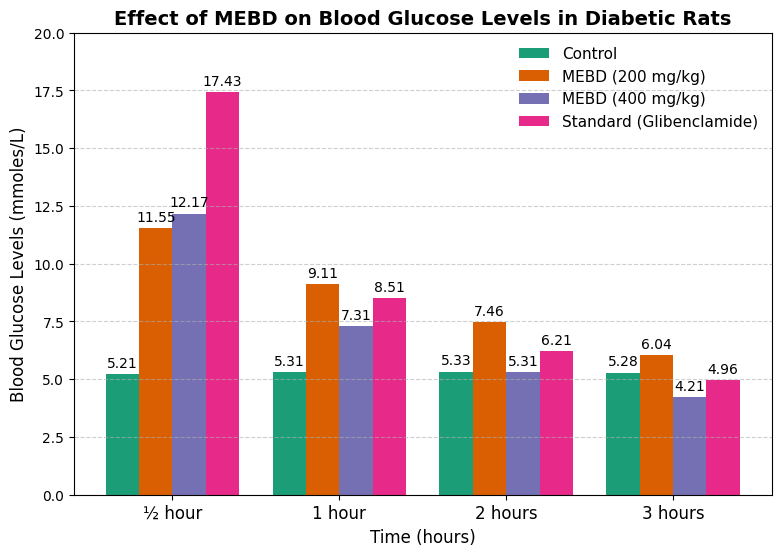 Effect of MEBD on Blood Glucose Levels in Diabetic Rats
Blood Glucose Levels (mmoles/L)
20.0
17.5
15.0
12.5
10.0
7.5
5.0
2.5
0.0
Control
MEBD (200 mg/kg)
MEBD (400 mg/kg)
Standard (Glibenclamide)
5.21
11.55
12.17
17.43
5.31
9.11
7.31
8.51
5.33
7.46
5.31
6.21
5.28
6.04
4.21
4.96
½ hour
1 hour
2 hours
3 hours
Time (hours)